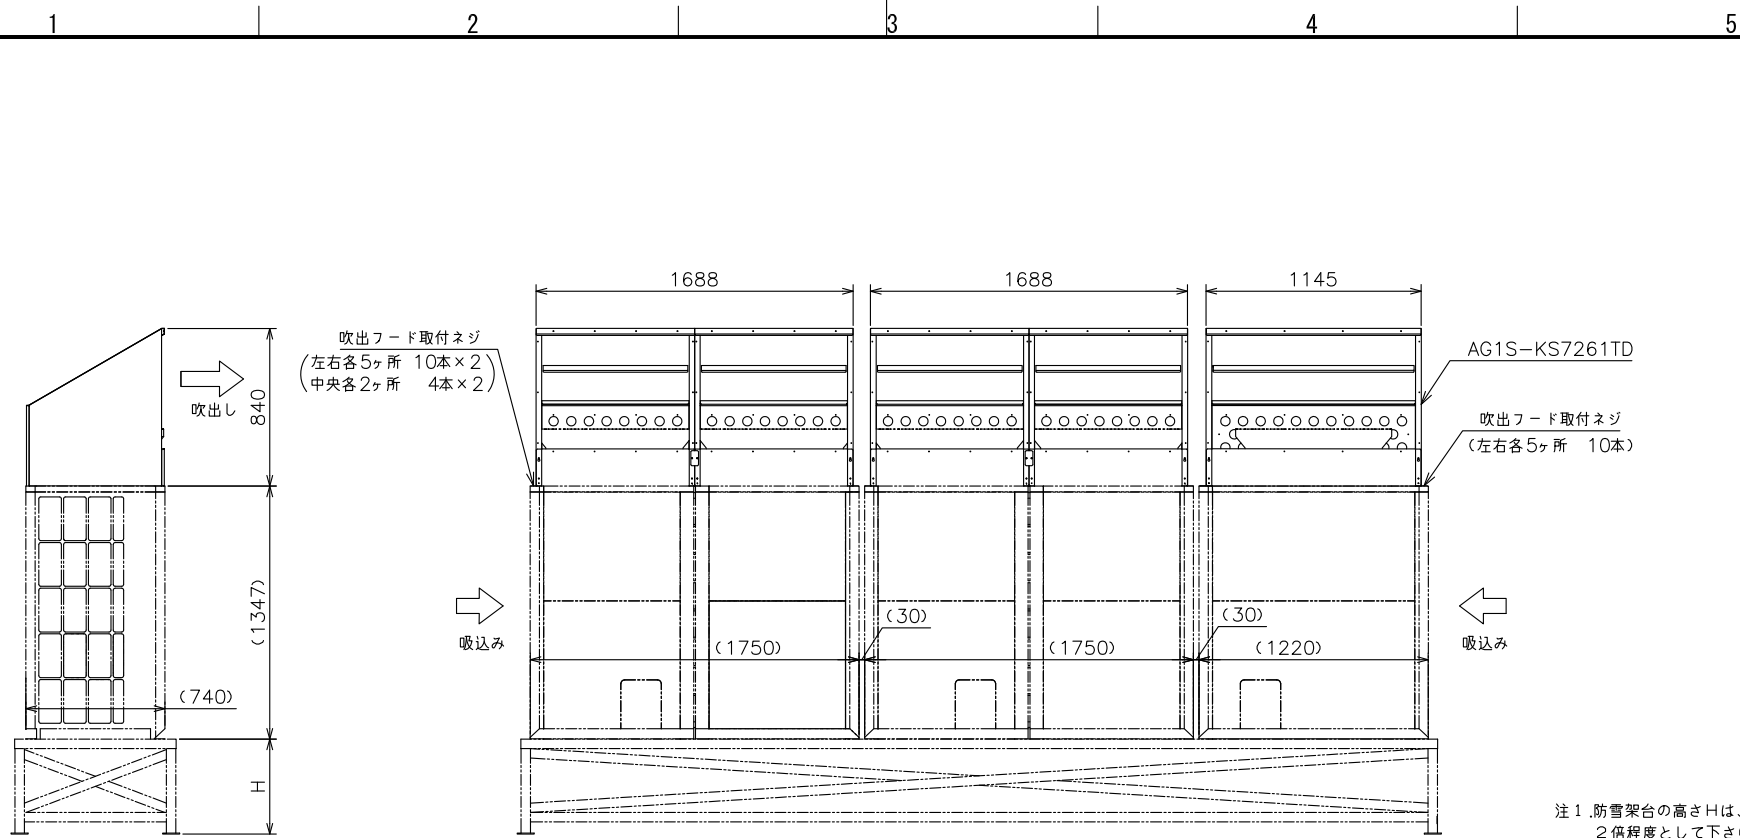 1
2
3
4
5
1688
1688
1145
吹出フード取付ネジ
(左右各5ヶ所 10本×2)
(中央各2ヶ所 4本×2)
吹出し
840
AG1S-KS7261TD
吹出フード取付ネジ
(左右各5ヶ所 10本)
(1347)
(740)
H
吸込み
(1750)
(30)
(1750)
(30)
(1220)
吸込み
注1.防雪架台の高さHは、
2倍程度として下さ